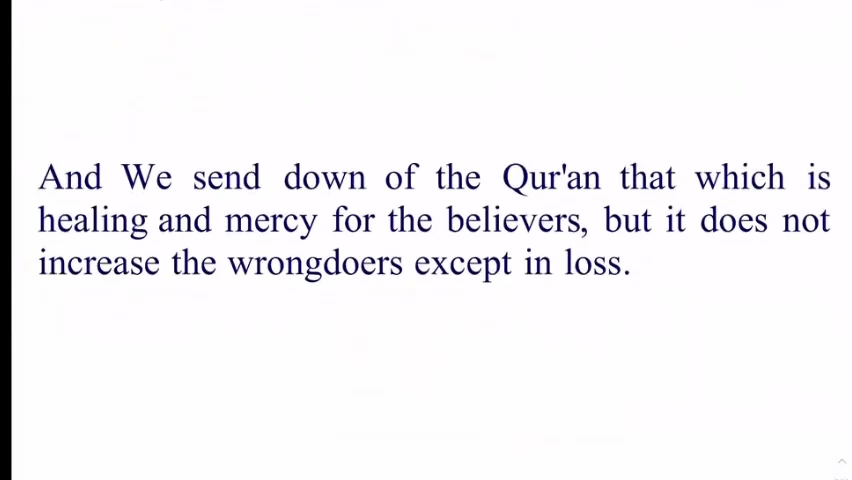 And We send down of the Qur'an that which is
healing and mercy for the believers, but it does not
increase the wrongdoers except in loss.